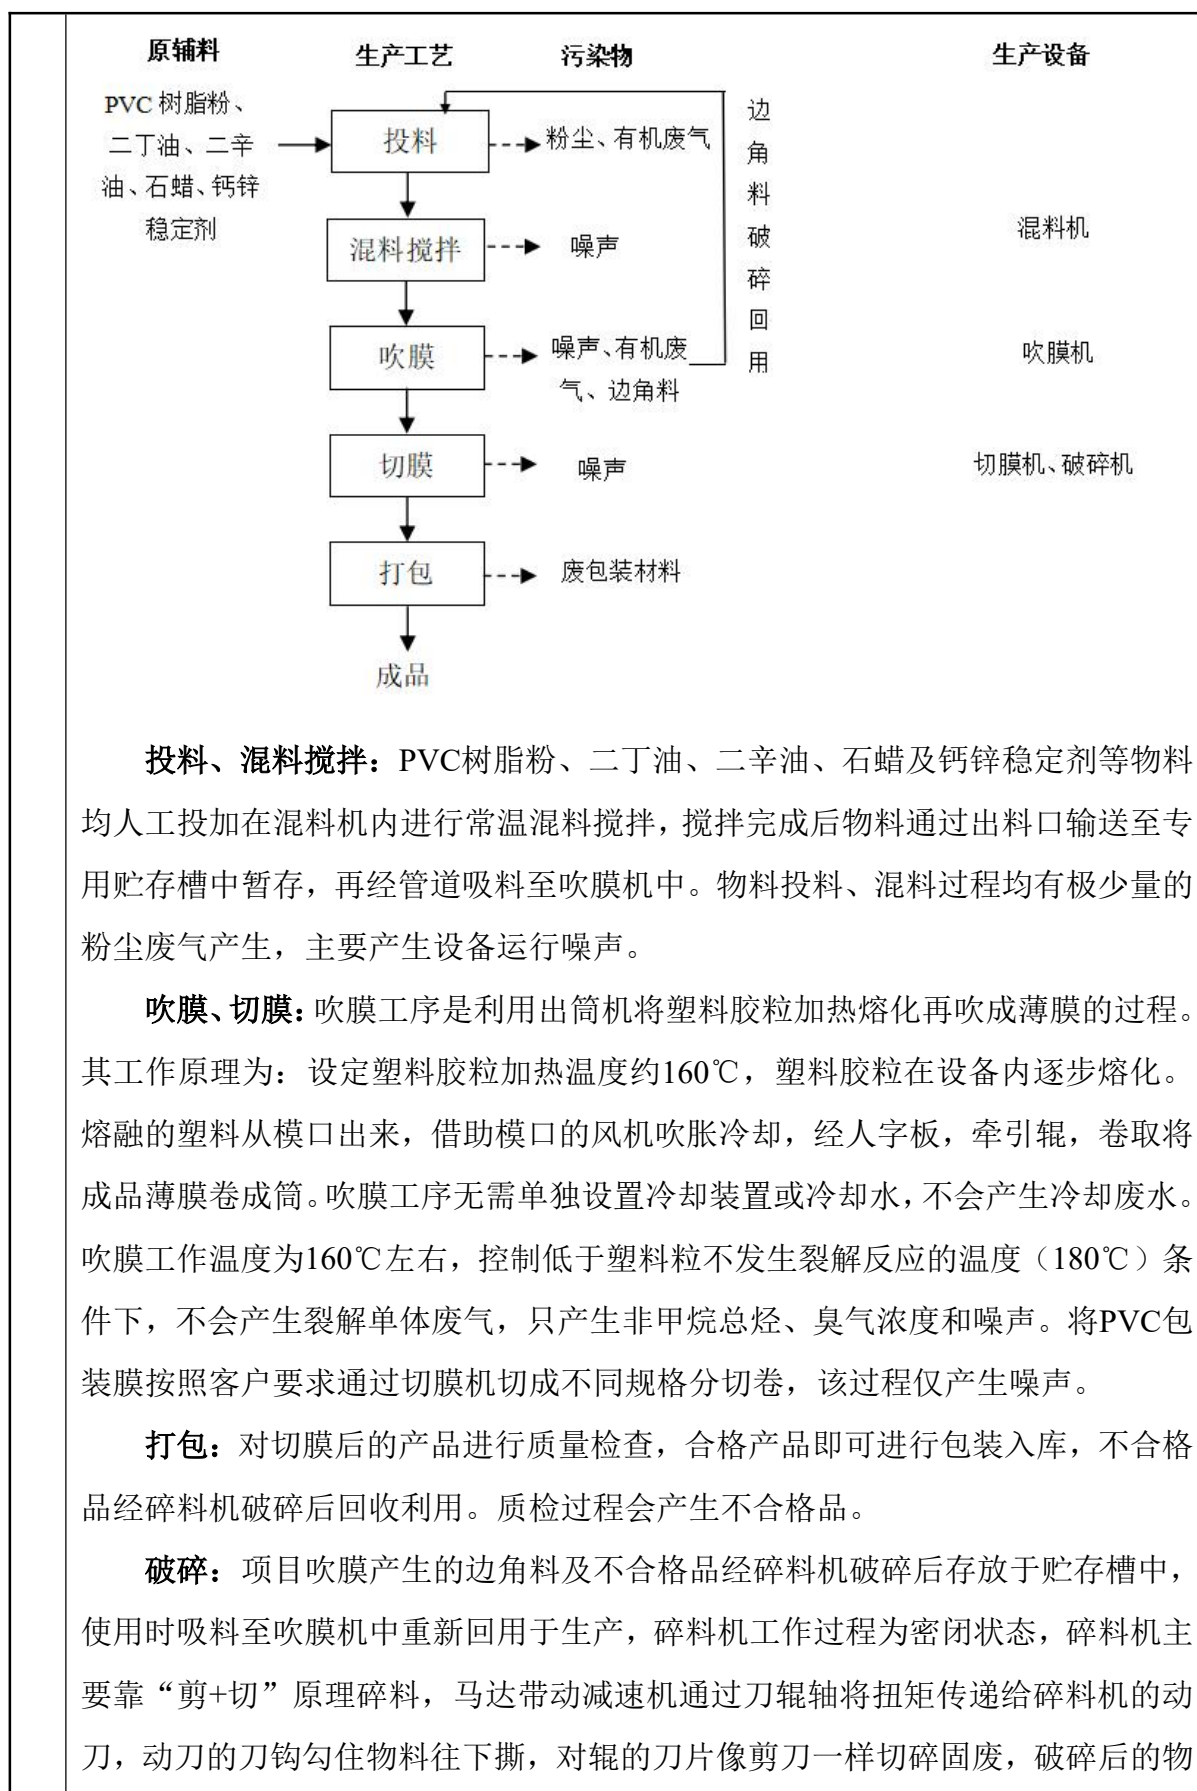 原辅料 生产工艺 污染物 生产设备
PVC 树脂粉、
二丁油、二辛
油、石蜡、钙锌
稳定剂
投料
粉尘、有机废气
混料搅拌
噪声
混料机
吹膜
噪声、有机废
气、边角料
吹膜机
边角料破碎回用
切膜
噪声
切膜机、破碎机
打包
废包装材料
成品
投料、混料搅拌：PVC树脂粉、二丁油、二辛油、石蜡及钙锌稳定剂等物料
均人工投加在混料机内进行常温混料搅拌，搅拌完成后物料通过出料口输送至专
用贮存槽中暂存，再经管道吸料至吹膜机中。物料投料、混料过程均有极少量的
粉尘废气产生，主要产生设备运行噪声。
吹膜、切膜：吹膜工序是利用出筒机将塑料胶粒加热熔化再吹成薄膜的过程。
其工作原理为：设定塑料胶粒加热温度约160℃，塑料胶粒在设备内逐步熔化。
熔融的塑料从模口出来，借助模口的风机吹胀冷却，经人字板，牵引辊，卷取将
成品薄膜卷成筒。吹膜工序无需单独设置冷却装置或冷却水，不会产生冷却废水。
吹膜工作温度为160℃左右，控制低于塑料粒不发生裂解反应的温度（180℃）条
件下，不会产生裂解单体废气，只产生非甲烷总烃、臭气浓度和噪声。将PVC包
装膜按照客户要求通过切膜机切成不同规格分切卷，该过程仅产生噪声。
打包：对切膜后的产品进行质量检查，合格产品即可进行包装入库，不合格
品经碎料机破碎后回收利用。质检过程会产生不合格品。
破碎：项目吹膜产生的边角料及不合格品经碎料机破碎后存放于贮存槽中，
使用时吸料至吹膜机中重新回用于生产，碎料机工作过程为密闭状态，碎料机主
要靠“剪+切”原理碎料，马达带动减速机通过刀辊轴将扭矩传递给碎料机的动
刀，动刀的刀钩勾住物料往下撕，对辊的刀片像剪刀一样切碎固废，破碎后的物